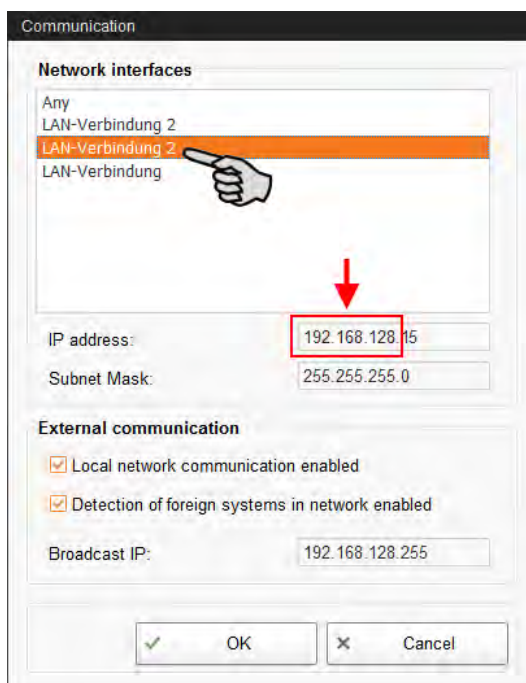 Communication
Network interfaces
Any
LAN-Verbindung 2
LAN-Verbindung 2
LAN-Verbindung
IP address: 192.168.128.15
Subnet Mask: 255.255.255.0
External communication
Local network communication enabled
Detection of foreign systems in network enabled
Broadcast IP: 192.168.128.255
OK Cancel